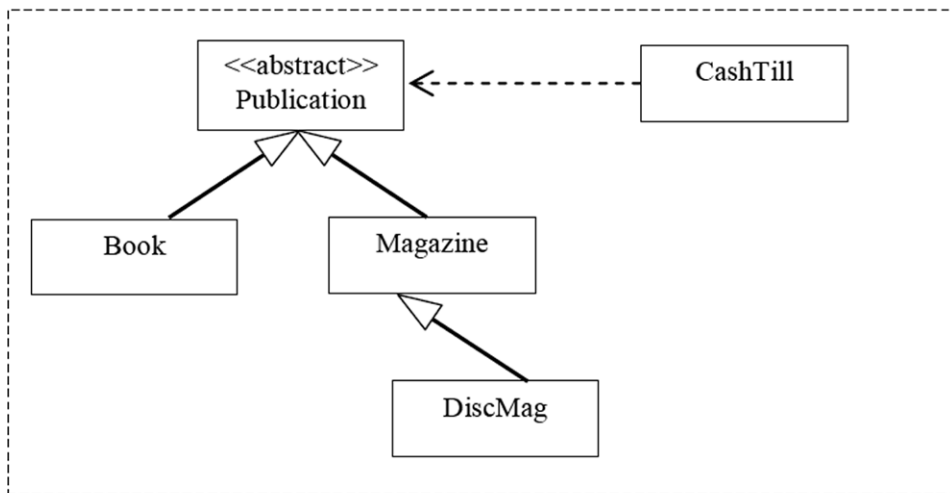 <<abstract>>
Publication
CashTill
Book
Magazine
DiscMag